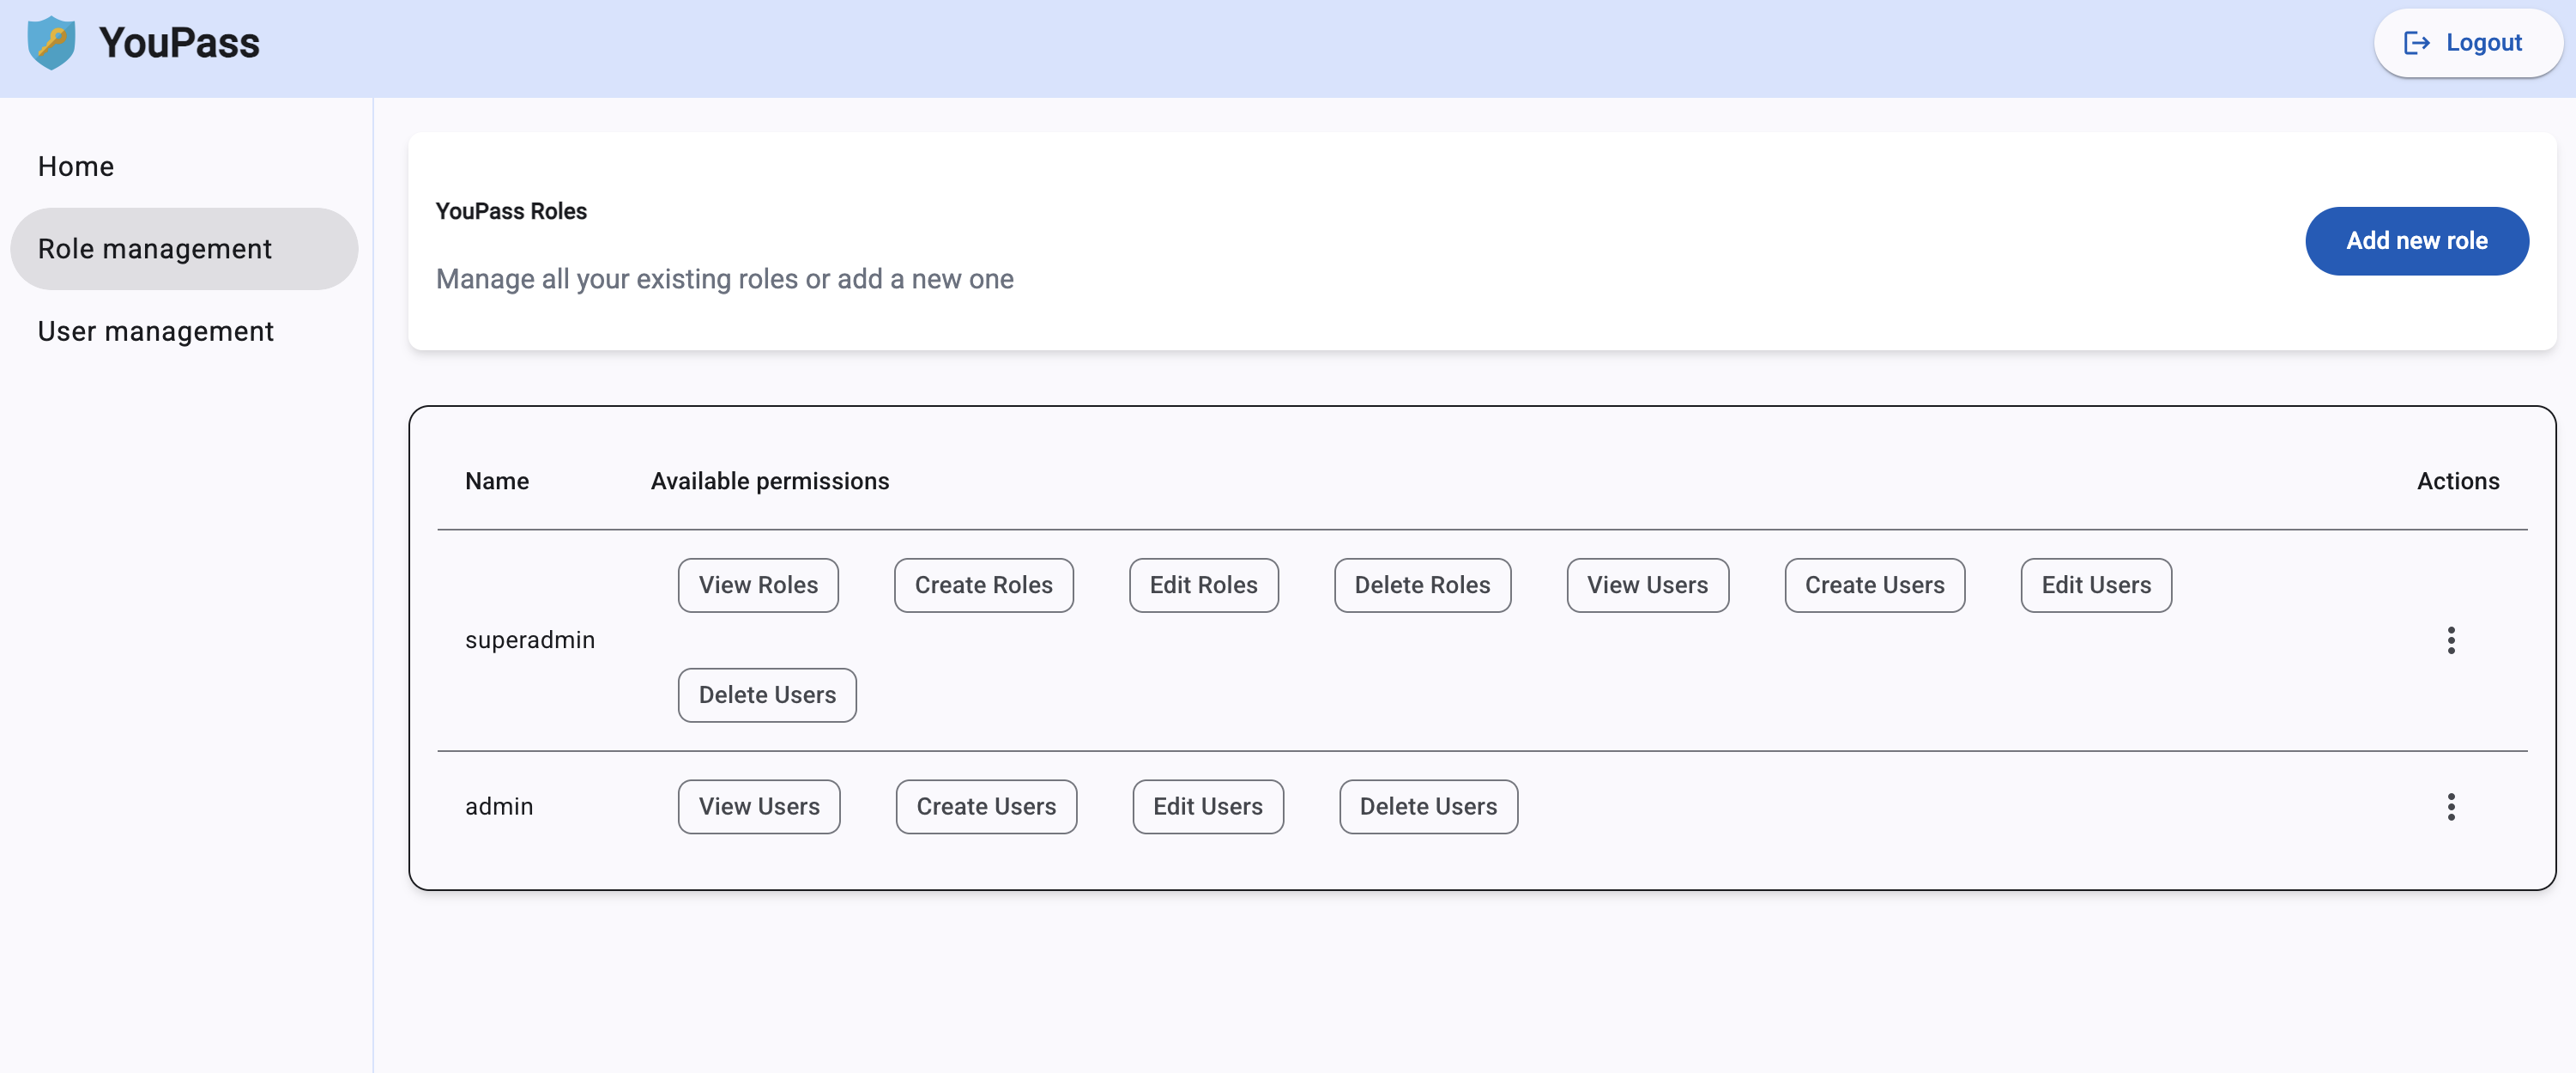 YouPass
Logout
Home
Role management
User management
YouPass Roles
Manage all your existing roles or add a new one
Add new role
Name Available permissions Actions
View Roles Create Roles Edit Roles Delete Roles View Users Create Users Edit Users
superadmin
Delete Users
admin View Users Create Users Edit Users Delete Users